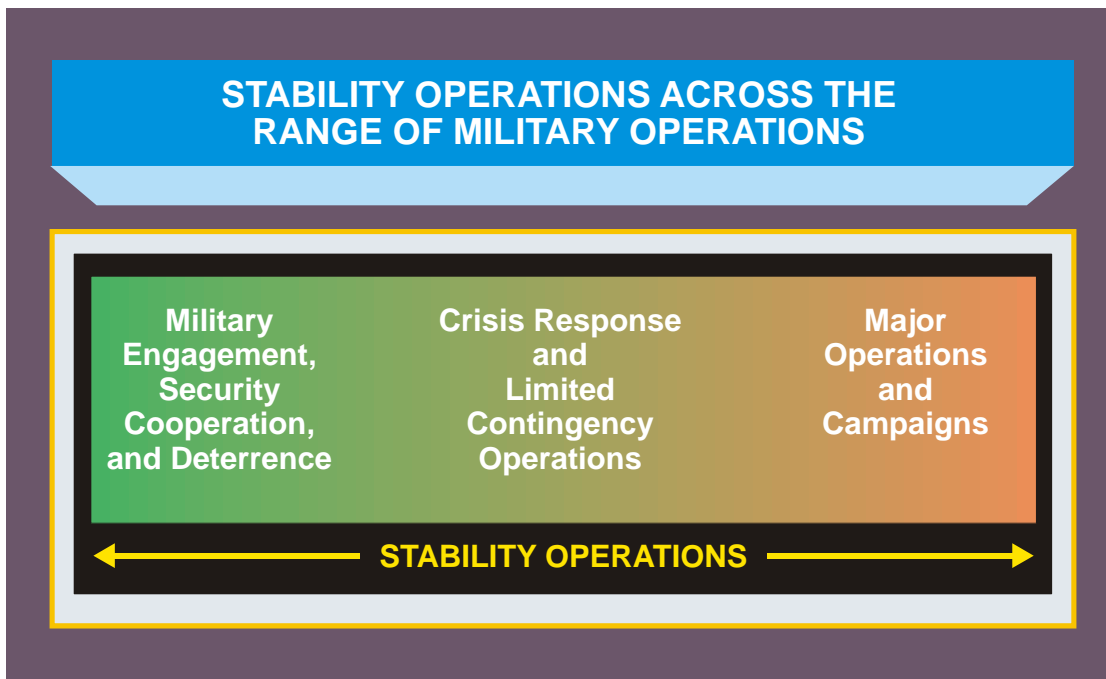 STABILITY OPERATIONS ACROSS THE
RANGE OF MILITARY OPERATIONS
Military
Engagement,
Security
Cooperation,
and Deterrence
Crisis Response
and
Limited
Contingency
Operations
Major
Operations
and
Campaigns
STABILITY OPERATIONS